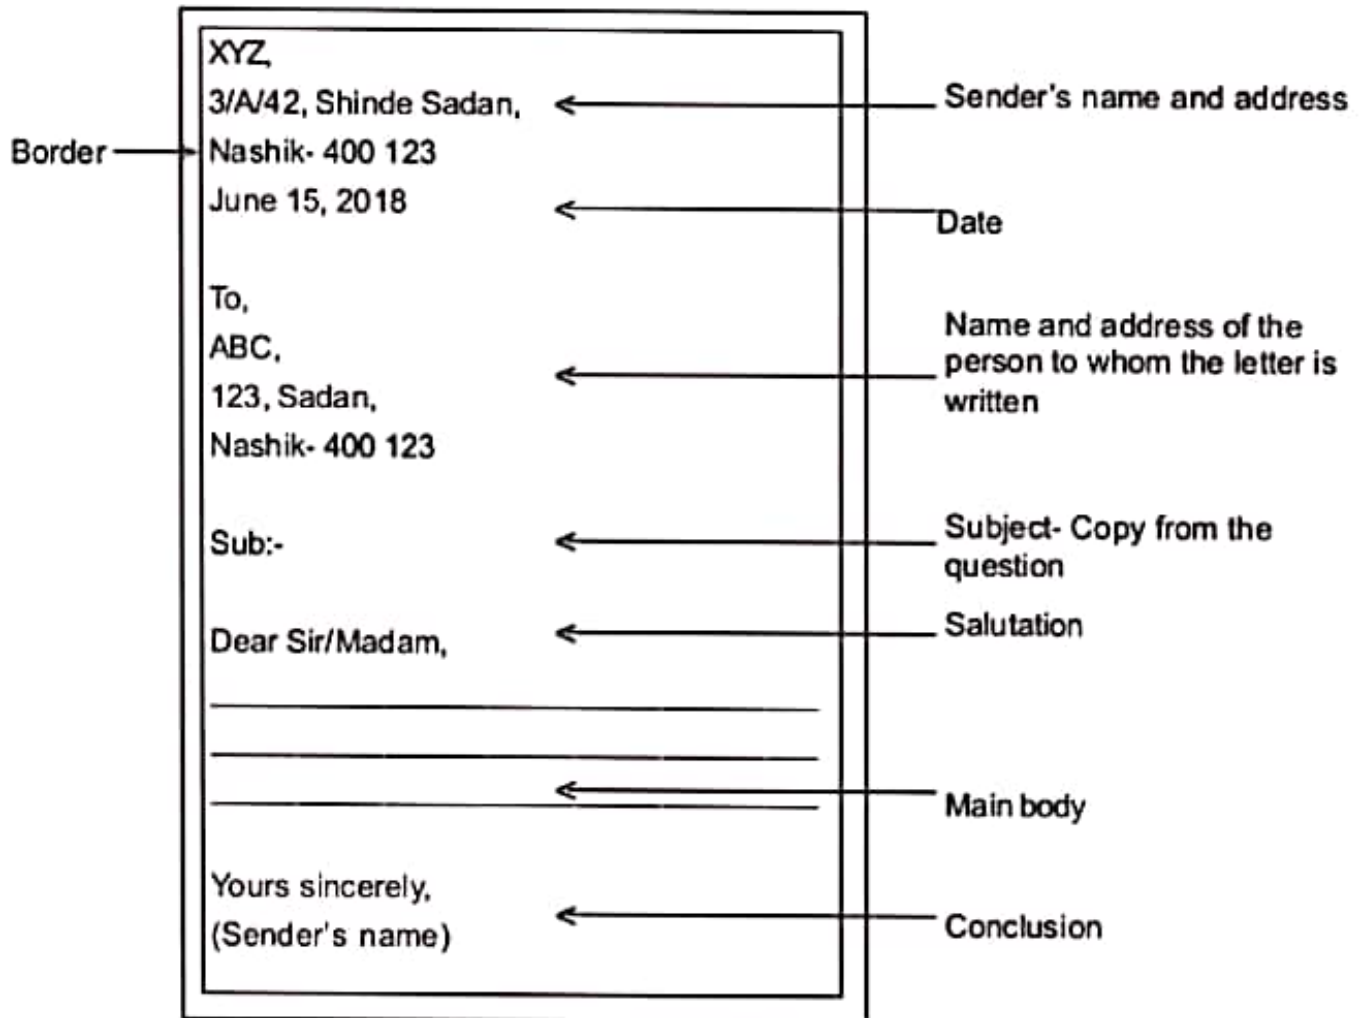 XYZ,
3/A/42, Shinde Sadan,
Sender's name and address
Border
Nashik- 400 123
June 15, 2018
Date
To,
ABC,
123, Sadan,
Nashik- 400 123
Name and address of the
person to whom the letter is
written
Sub:-
Subject- Copy from the
question
Dear Sir/Madam,
Salutation
Main body
Yours sincerely,
(Sender's name)
Conclusion